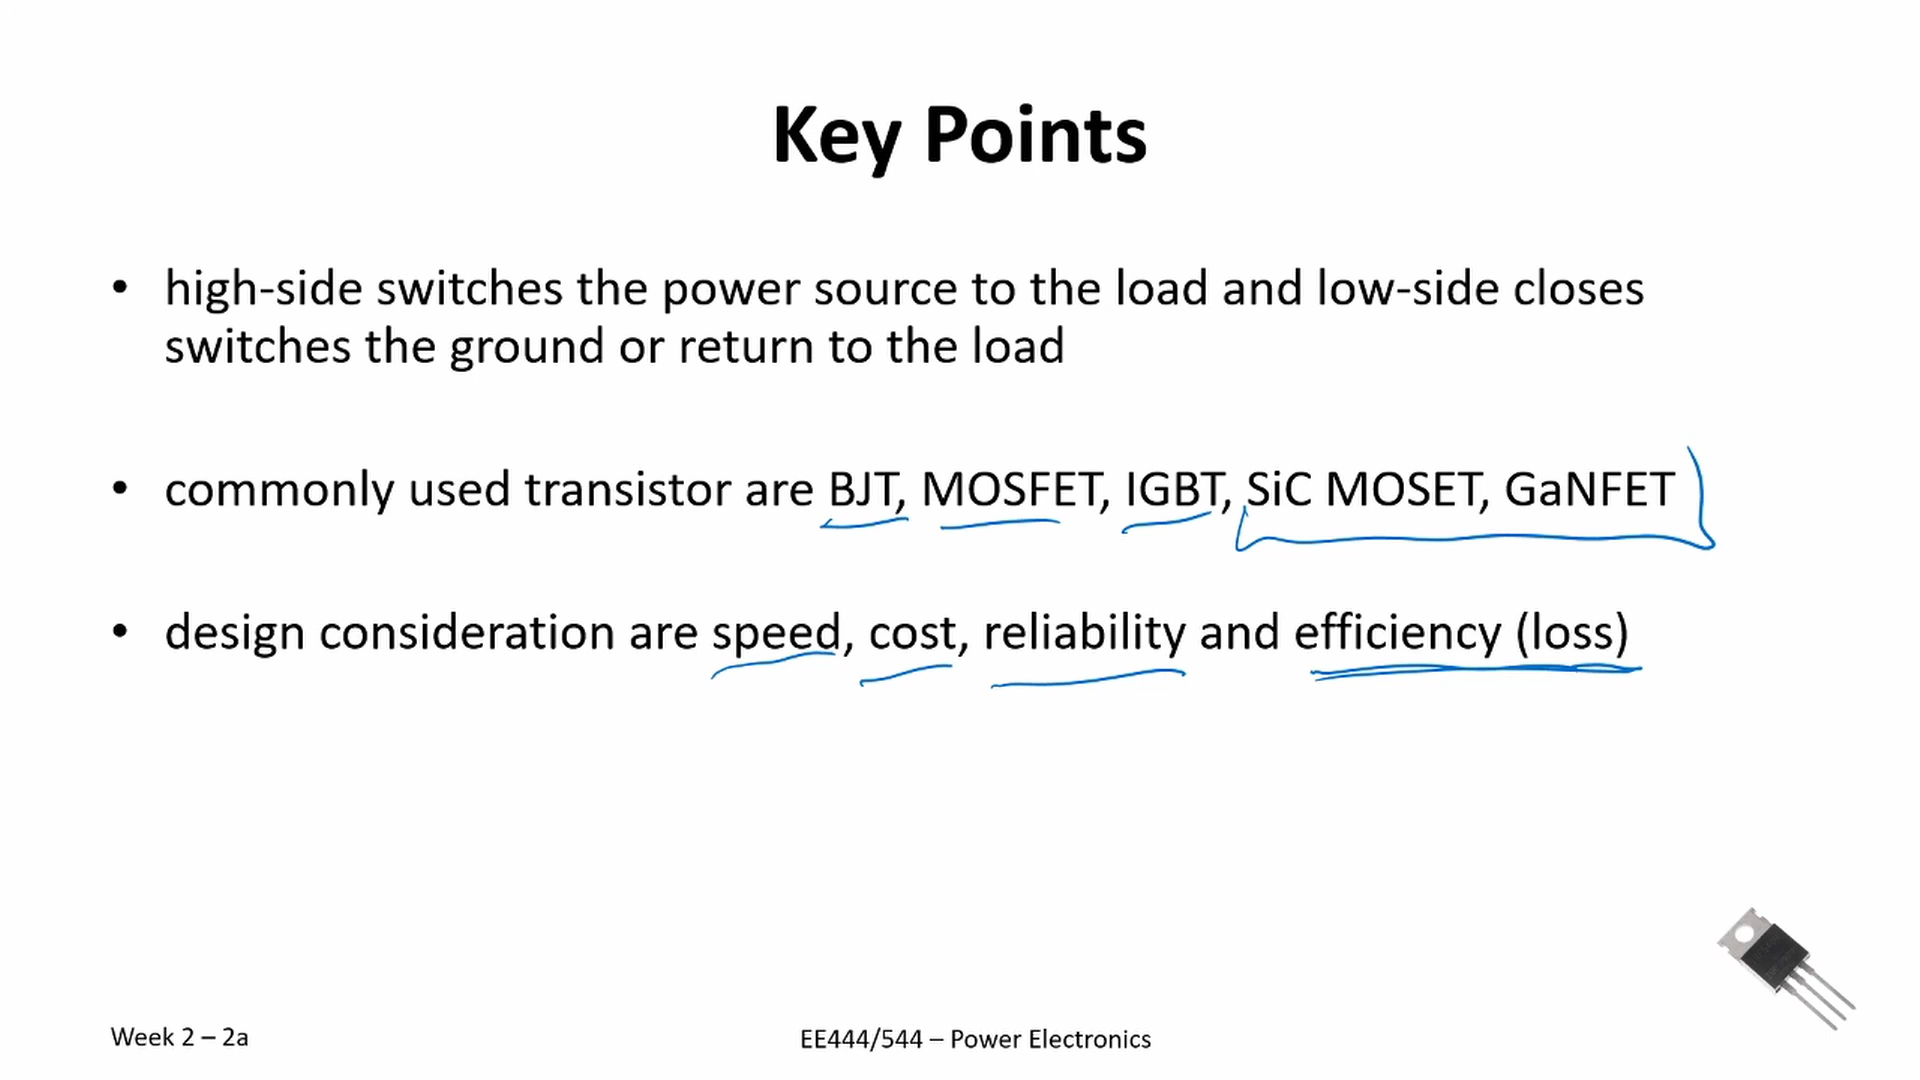 Key Points
• high-side switches the power source to the load and low-side closes
switches the ground or return to the load
• commonly used transistor are BJT, MOSFET, IGBT, SiC MOSET, GaNFET
• design consideration are speed, cost, reliability and efficiency (loss)
Week 2 – 2a
EE444/544 – Power Electronics